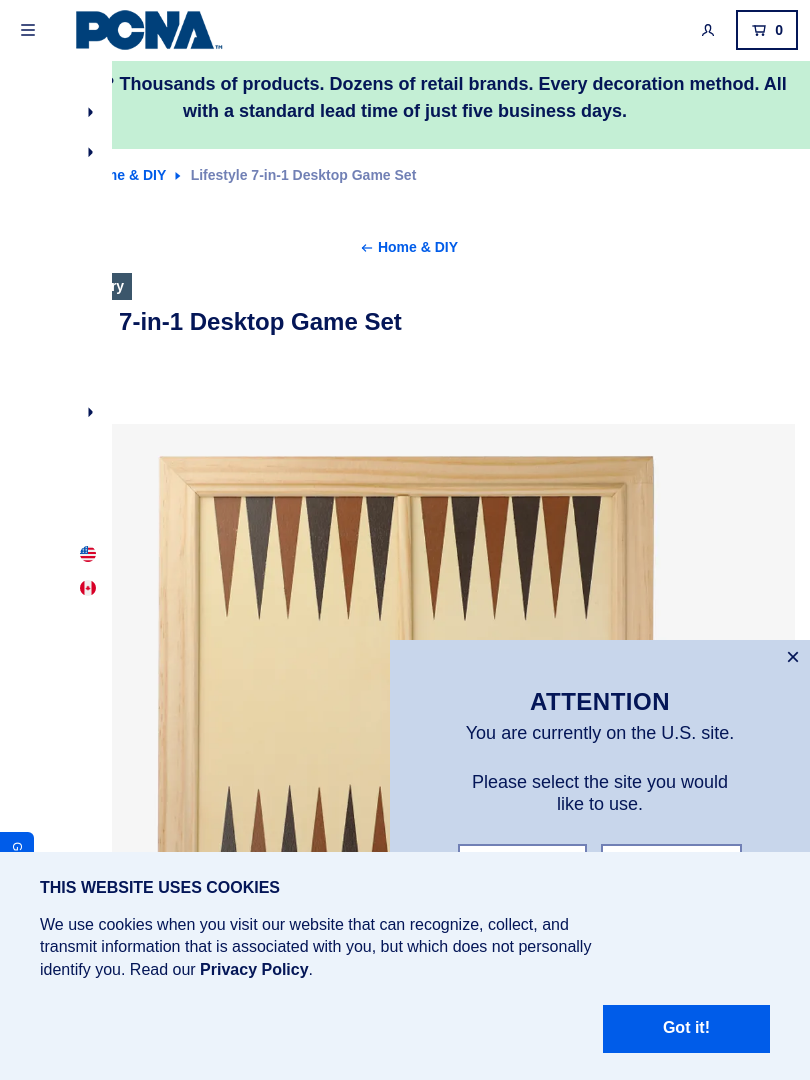 PCNA
0
Thousands of products. Dozens of retail brands. Every decoration method. All
with a standard lead time of just five business days.
& DIY Lifestyle 7-in-1 Desktop Game Set
Home & DIY
7-in-1 Desktop Game Set
ATTENTION
You are currently on the U.S. site.
Please select the site you would
like to use.
G
THIS WEBSITE USES COOKIES
We use cookies when you visit our website that can recognize, collect, and
transmit information that is associated with you, but which does not personally
identify you. Read our Privacy Policy.
Got it!